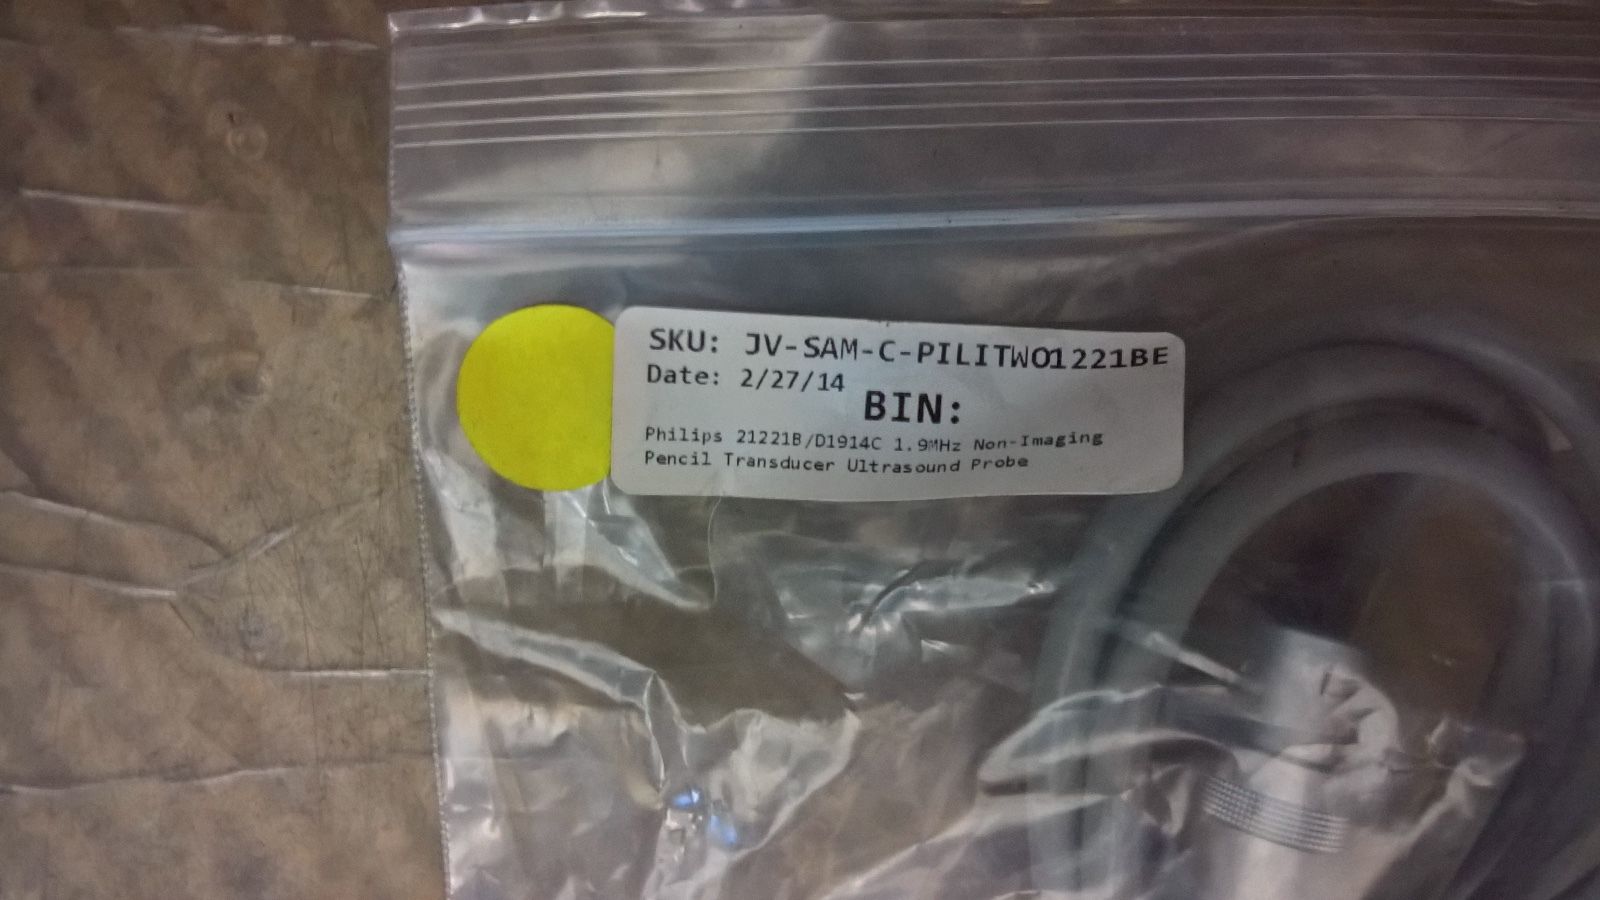 SKU: JV-SAM-C-PILITWO1221BE
Date: 2/27/14
BIN:
Philips 21221B/D1914C 1.9MHz Non-Imaging
Pencil Transducer Ultrasound Probe